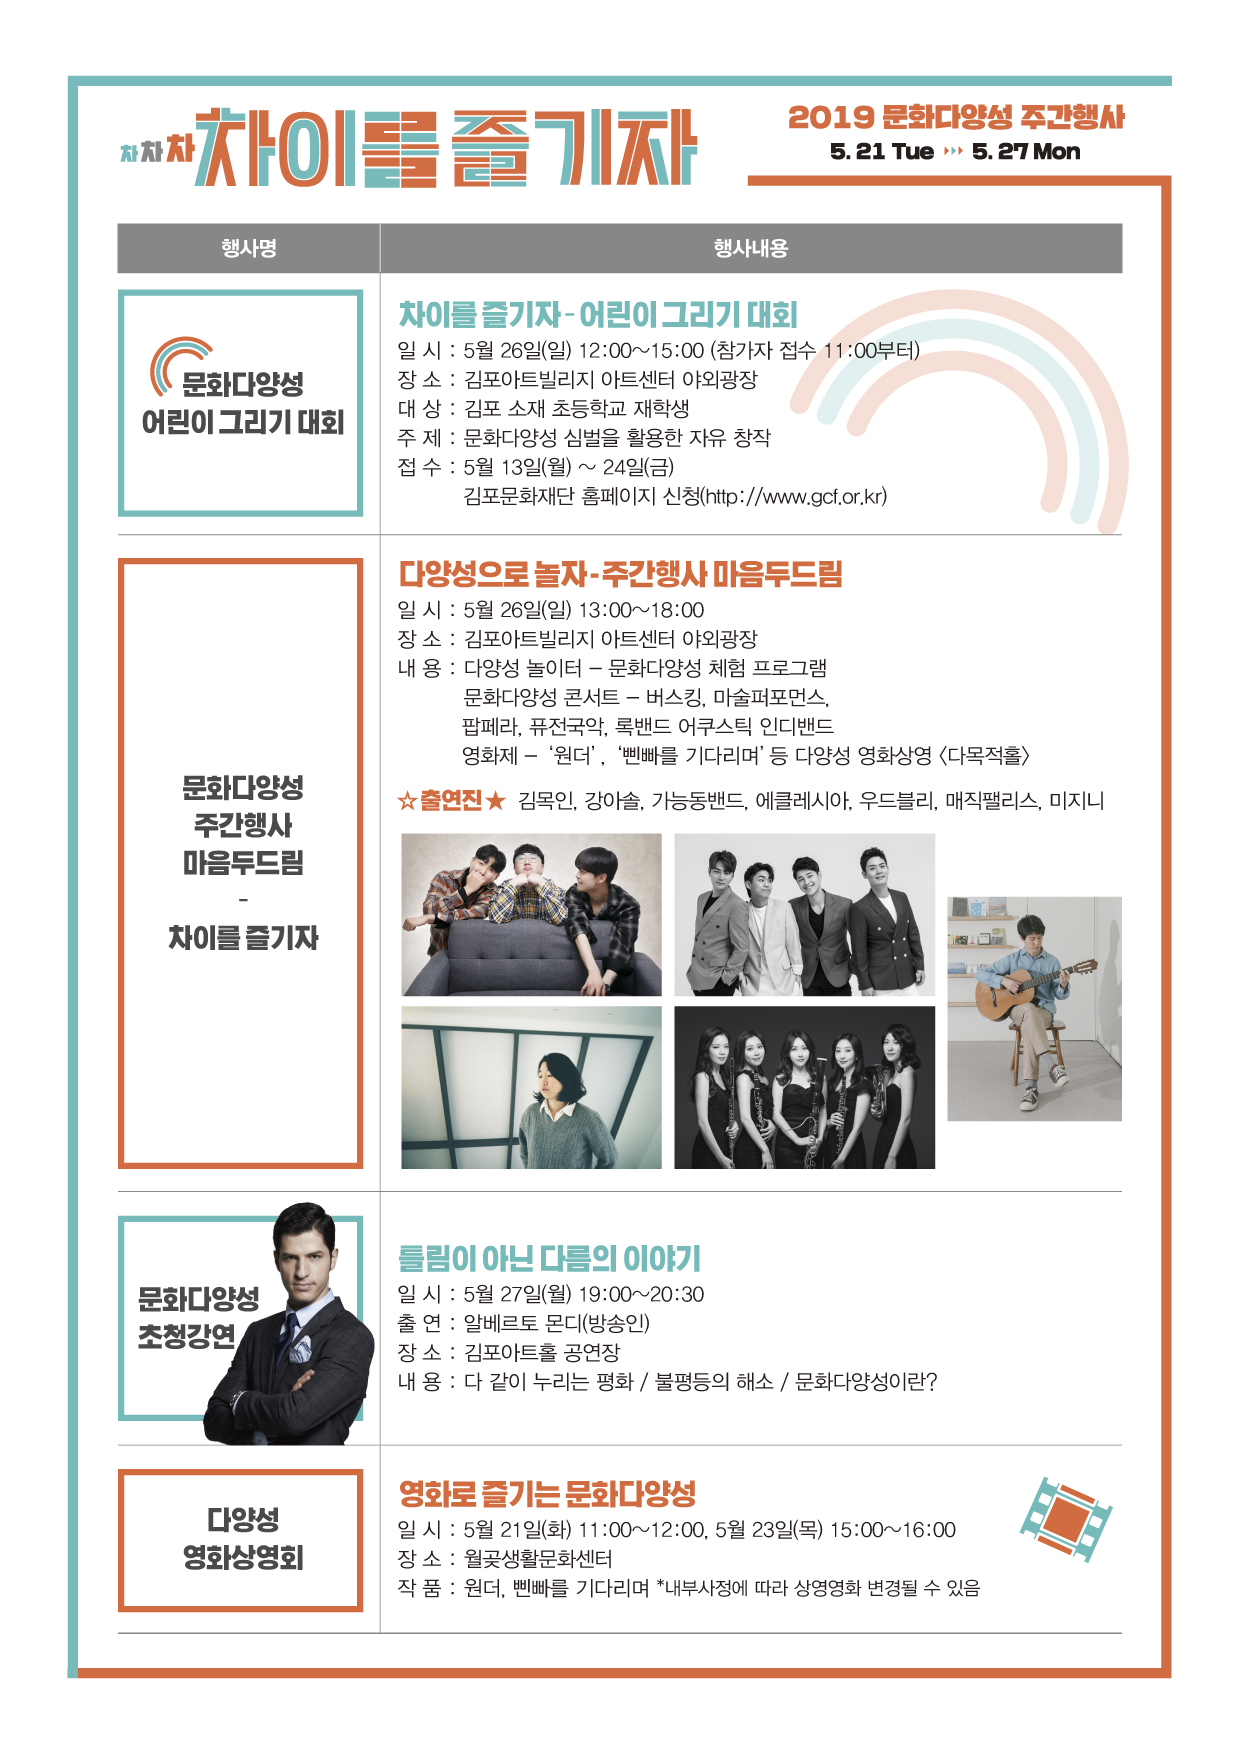 차차차 차이를 즐기자
2019 문화다양성 주간행사
5. 21 Tue 5. 27 Mon
행사명
행사내용
문화다양성
어린이 그리기 대회
차이를 즐기자 - 어린이 그리기 대회
일 시 : 5월 26일(일) 12:00~15:00 (참가자 접수 11:00부터)
장 소 : 김포아트빌리지 아트센터 야외광장
대 상 : 김포 소재 초등학교 재학생
주 제 : 문화다양성 심벌을 활용한 자유 창작
접 수 : 5월 13일(월) ~ 24일(금)
김포문화재단 홈페이지 신청(http://www.gcf.or.kr)
문화다양성
주간행사
마음두드림
-
차이를 즐기자
다양성으로 놀자 - 주간행사 마음두드림
일 시 : 5월 26일(일) 13:00~18:00
장 소 : 김포아트빌리지 아트센터 야외광장
내 용 : 다양성 놀이터 - 문화다양성 체험 프로그램
문화다양성 콘서트 - 버스킹, 마술퍼포먼스,
팝페라, 퓨전국악, 록밴드 어쿠스틱 인디밴드
영화제 - ‘원더’, ‘삔빠를 기다리며’ 등 다양성 영화상영 <다목적홀>
☆출연진★ 김목인, 강아솔, 가능동밴드, 에클레시아, 우드블리, 매직팰리스, 미지니
문화다양성
초청강연
틀림이 아닌 다름의 이야기
일 시 : 5월 27일(월) 19:00~20:30
출 연 : 알베르토 몬디(방송인)
장 소 : 김포아트홀 공연장
내 용 : 다 같이 누리는 평화 / 불평등의 해소 / 문화다양성이란?
다양성
영화상영회
영화로 즐기는 문화다양성
일 시 : 5월 21일(화) 11:00~12:00, 5월 23일(목) 15:00~16:00
장 소 : 월곶생활문화센터
작 품 : 원더, 삔빠를 기다리며 *내부사정에 따라 상영영화 변경될 수 있음